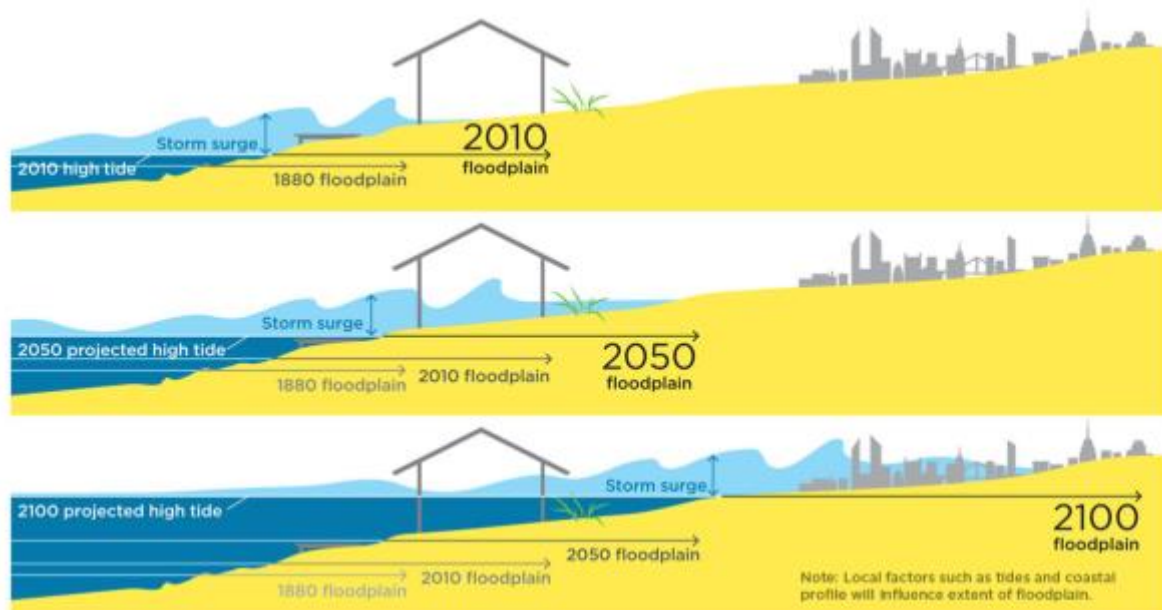 Storm surge
2010 high tide
2010
floodplain
1880 floodplain
Storm surge
2050 projected high tide
2050
floodplain
2010 floodplain
1880 floodplain
Storm surge
2100 projected high tide
2100
floodplain
2050 floodplain
2010 floodplain
1880 floodplain
Note: Local factors such as tides and coastal
profile will influence extent of floodplain.